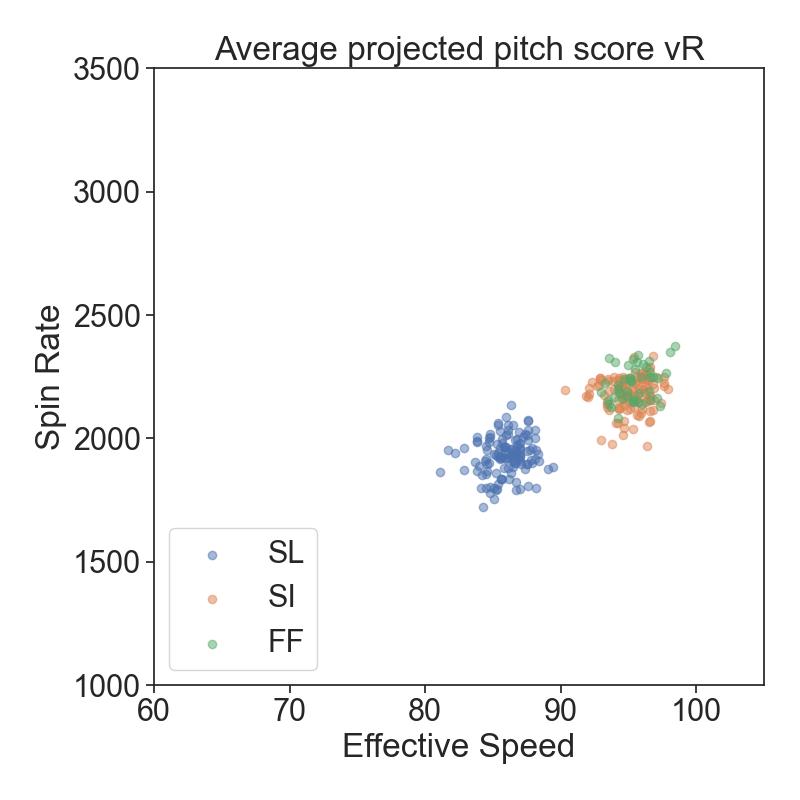 Average projected pitch score vR
3500
3000
2500
2000
1500
1000
Spin Rate
SL
SI
FF
60 70 80 90 100
Effective Speed